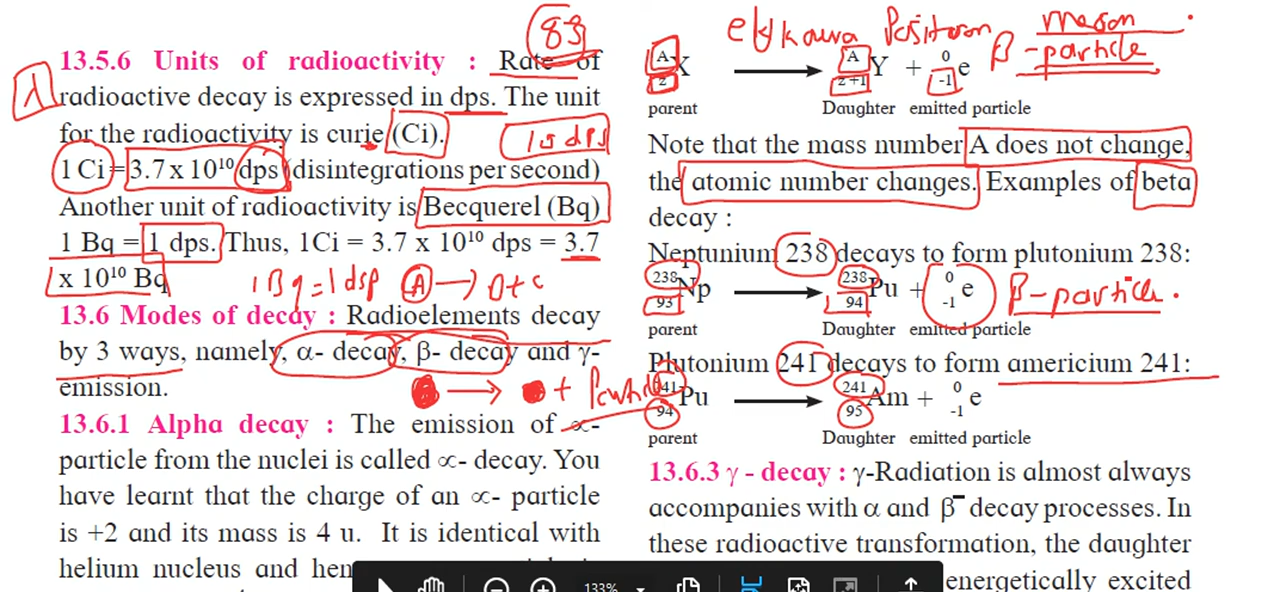 83
13.5.6 Units of radioactivity : Rate of
λ radioactive decay is expressed in dps. The unit
for the radioactivity is curie (Ci).
15 dps
1 Ci = 3.7 x 10¹⁰ dps (disintegrations per second)
Another unit of radioactivity is Becquerel (Bq)
1 Bq = 1 dps. Thus, 1Ci = 3.7 x 10¹⁰ dps = 3.7
x 10¹⁰ Bq
1 Bq = 1 dsp
13.6 Modes of decay : Radioelements decay
by 3 ways, namely, α- decay, β- decay and γ-
emission.
13.6.1 Alpha decay : The emission of ∝-
particle from the nuclei is called ∝- decay. You
have learnt that the charge of an ∝- particle
is +2 and its mass is 4 u. It is identical with
helium nucleus and
Positron
meson
β-particle
ᴬ_Z X ⟶ ᴬ_Z+1 Y + ⁰_-1 e
parent Daughter emitted particle
Note that the mass number A does not change,
the atomic number changes. Examples of beta
decay :
Neptunium 238 decays to form plutonium 238:
²³⁸_93 Np ⟶ ²³⁸_94 Pu + ⁰_-1 e β-particle.
parent Daughter emitted particle
Plutonium 241 decays to form americium 241:
²⁴¹_94 Pu ⟶ ²⁴¹_95 Am + ⁰_-1 e
parent Daughter emitted particle
13.6.3 γ - decay : γ-Radiation is almost always
accompanies with α and β⁻ decay processes. In
these radioactive transformation, the daughter
energetically excited
133%